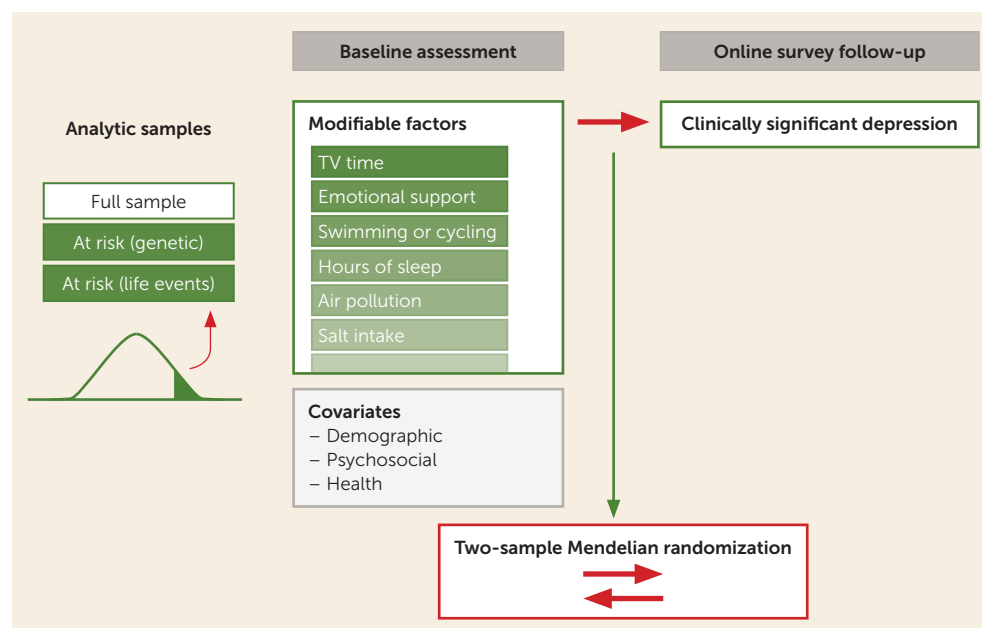 Baseline assessment
Online survey follow-up
Analytic samples
Full sample
At risk (genetic)
At risk (life events)
Modifiable factors
TV time
Emotional support
Swimming or cycling
Hours of sleep
Air pollution
Salt intake
Clinically significant depression
Covariates
– Demographic
– Psychosocial
– Health
Two-sample Mendelian randomization